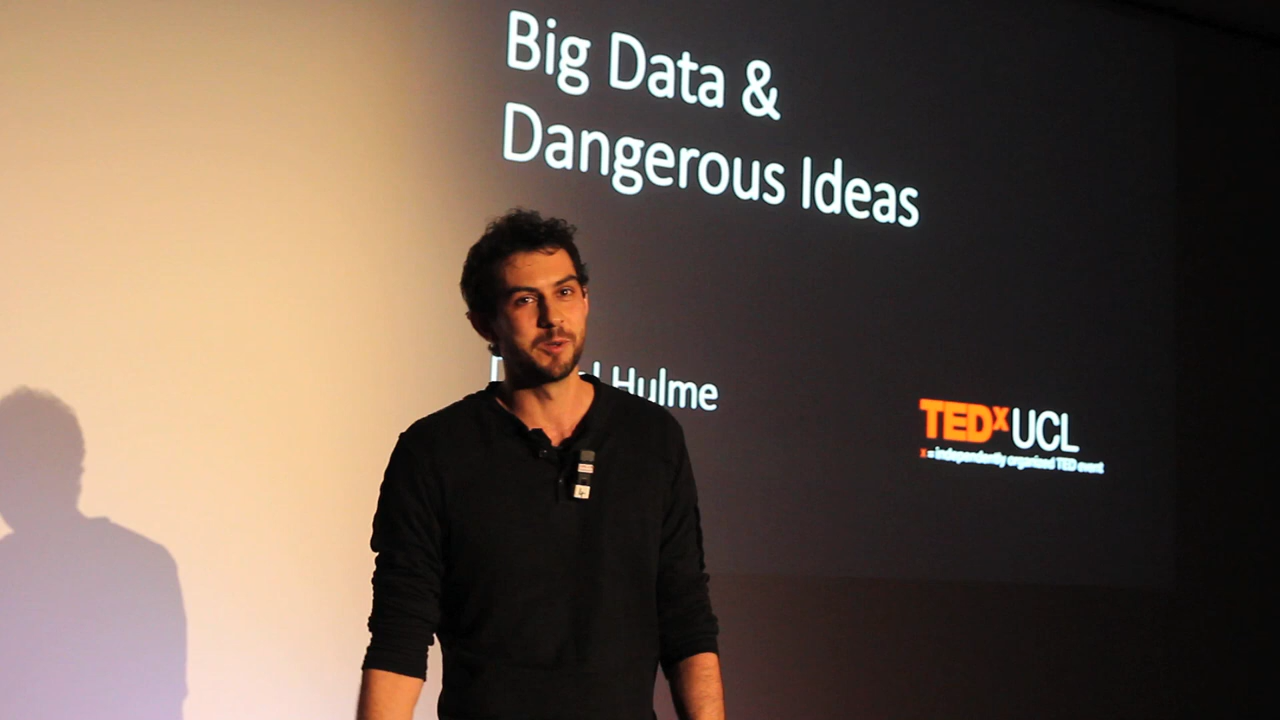 Big Data &
Dangerous Ideas
Hulme
TEDxUCL
x = independently organized TED event